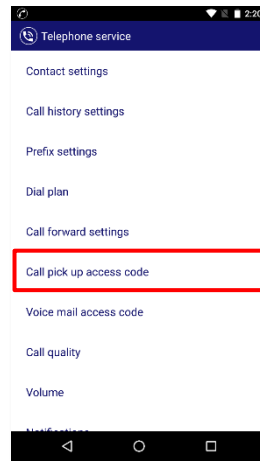 2:20
Telephone service
Contact settings
Call history settings
Prefix settings
Dial plan
Call forward settings
Call pick up access code
Voice mail access code
Call quality
Volume
Notifications